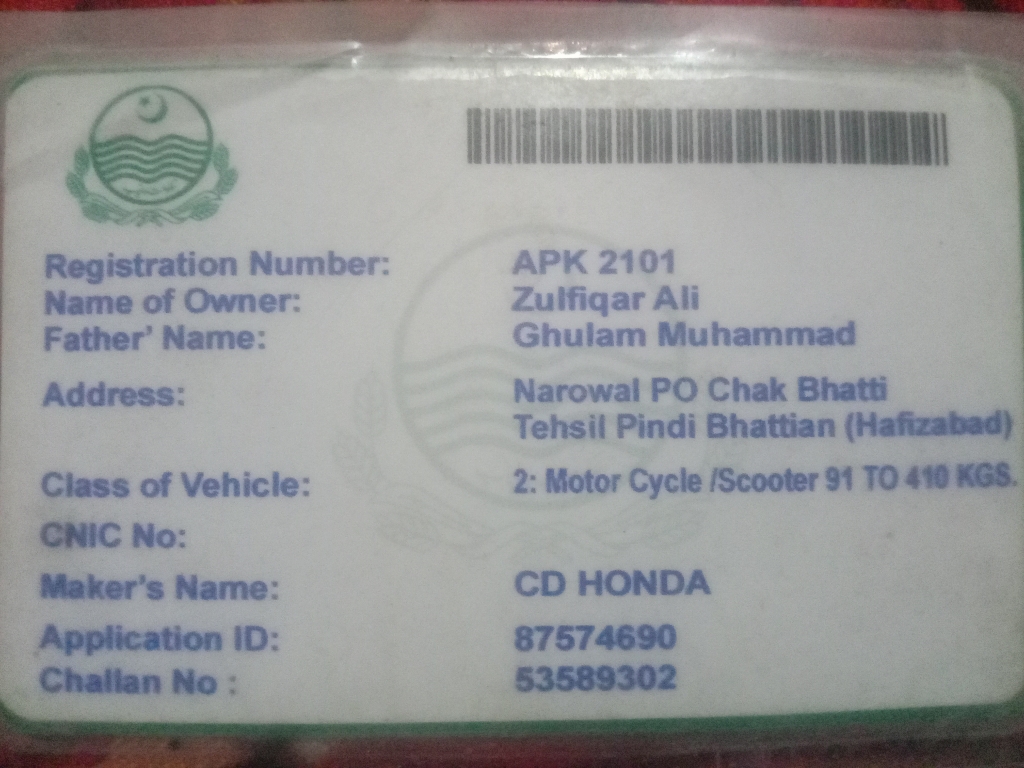 Registration Number: APK 2101
Name of Owner: Zulfiqar Ali
Father' Name: Ghulam Muhammad
Address: Narowal PO Chak Bhatti
Tehsil Pindi Bhattian (Hafizabad)
Class of Vehicle: 2: Motor Cycle /Scooter 91 TO 410 KGS.
CNIC No:
Maker's Name: CD HONDA
Application ID: 87574690
Challan No : 53589302